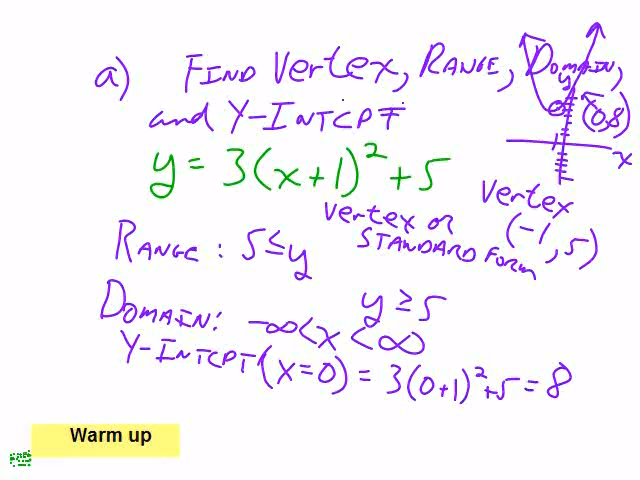 a) FIND Vertex, RANGE, DOMAIN,
and Y-INTCPT
y = 3(x+1)² + 5
y
(0,8)
x
Vertex or
STANDARD FORM
Vertex
(-1, 5)
RANGE: 5 ≤ y
y ≥ 5
DOMAIN: -∞ < x < ∞
Y-INTCPT (x=0) = 3(0+1)² + 5 = 8
Warm up